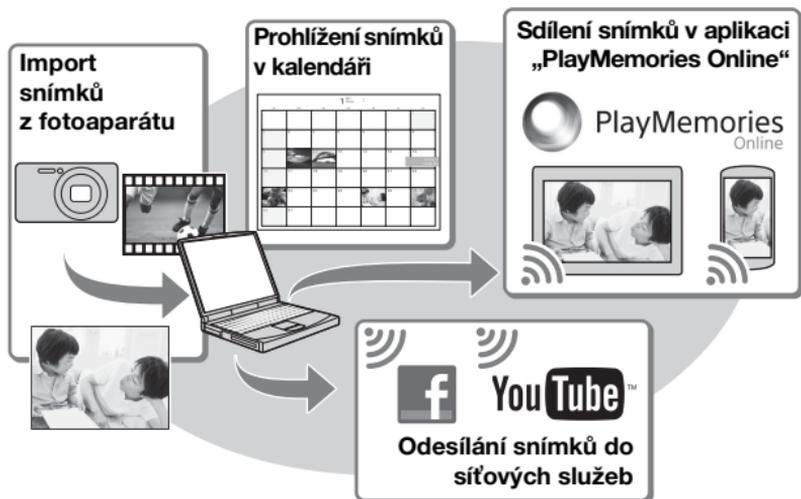 Import
snímků
z fotoaparátu
Prohlížení snímků
v kalendáři
Sdílení snímků v aplikaci
„PlayMemories Online“
PlayMemories
Online
f
You Tube ™
Odesílání snímků do
síťových služeb